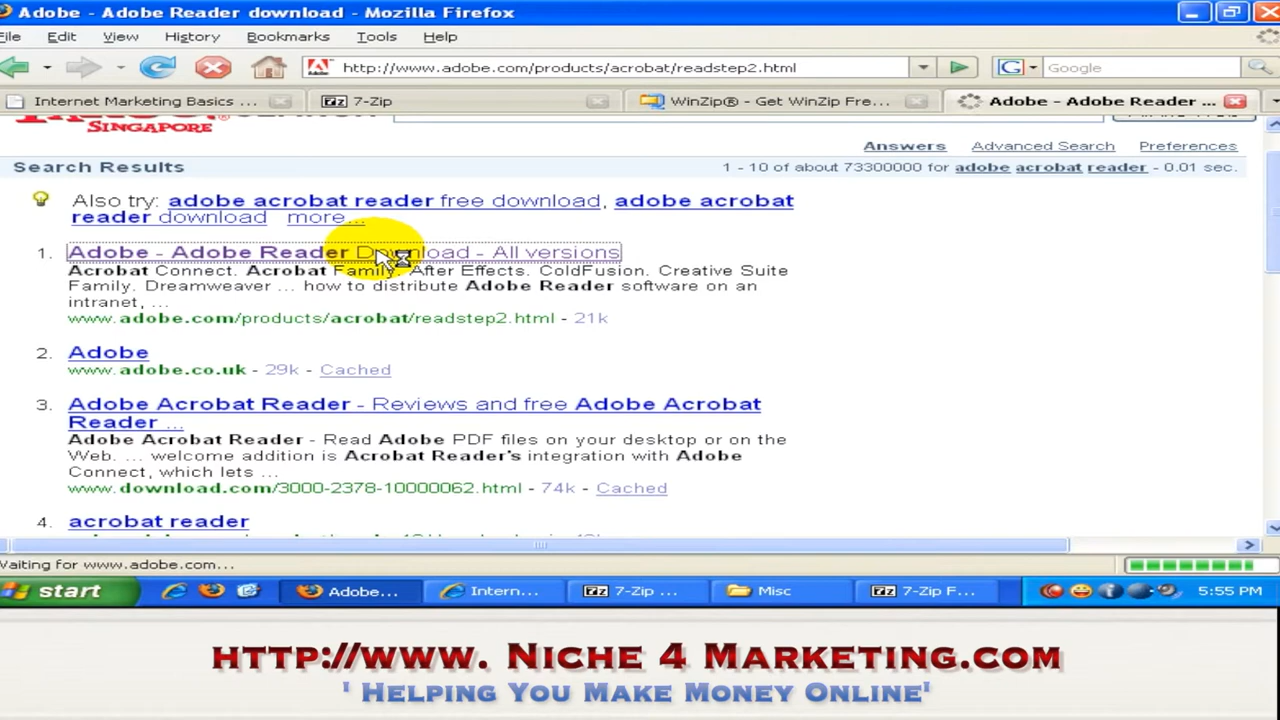 Adobe - Adobe Reader download - Mozilla Firefox
File Edit View History Bookmarks Tools Help
http://www.adobe.com/products/acrobat/readstep2.html G Google
Internet Marketing Basics ... 7z 7-Zip WinZip® - Get WinZip Fre... Adobe - Adobe Reader ...
SINGAPORE
Answers Advanced Search Preferences
Search Results 1 - 10 of about 73300000 for adobe acrobat reader - 0.01 sec.
Also try: adobe acrobat reader free download, adobe acrobat
reader download more...
1. Adobe - Adobe Reader Download - All versions
Acrobat Connect. Acrobat Family. After Effects. ColdFusion. Creative Suite
Family. Dreamweaver ... how to distribute Adobe Reader software on an
intranet, ...
www.adobe.com/products/acrobat/readstep2.html - 21k
2. Adobe
www.adobe.co.uk - 29k - Cached
3. Adobe Acrobat Reader - Reviews and free Adobe Acrobat
Reader ...
Adobe Acrobat Reader - Read Adobe PDF files on your desktop or on the
Web. ... welcome addition is Acrobat Reader's integration with Adobe
Connect, which lets ...
www.download.com/3000-2378-10000062.html - 74k - Cached
4. acrobat reader
Waiting for www.adobe.com...
start Adobe... Intern... 7z 7-Zip ... Misc 7z 7-Zip F... 5:55 PM
HTTP://WWW. NICHE 4 MARKETING.COM
' HELPING YOU MAKE MONEY ONLINE'